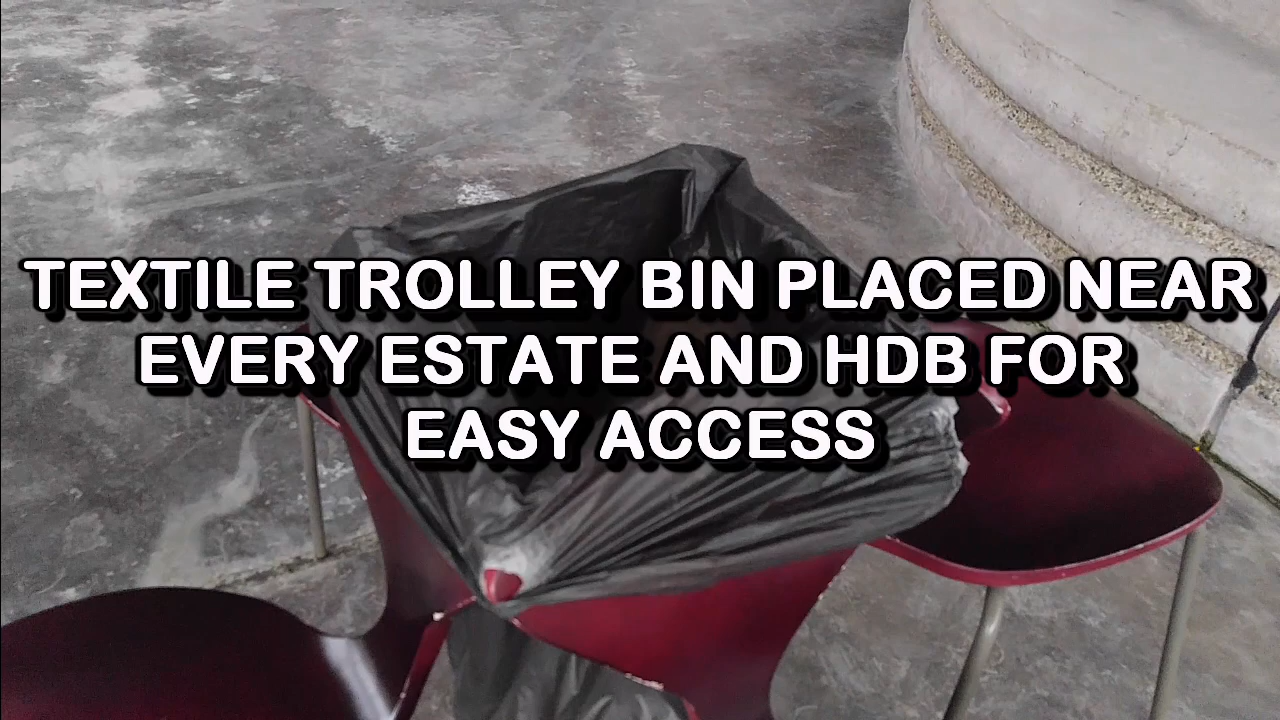 TEXTILE TROLLEY BIN PLACED NEAR
EVERY ESTATE AND HDB FOR
EASY ACCESS